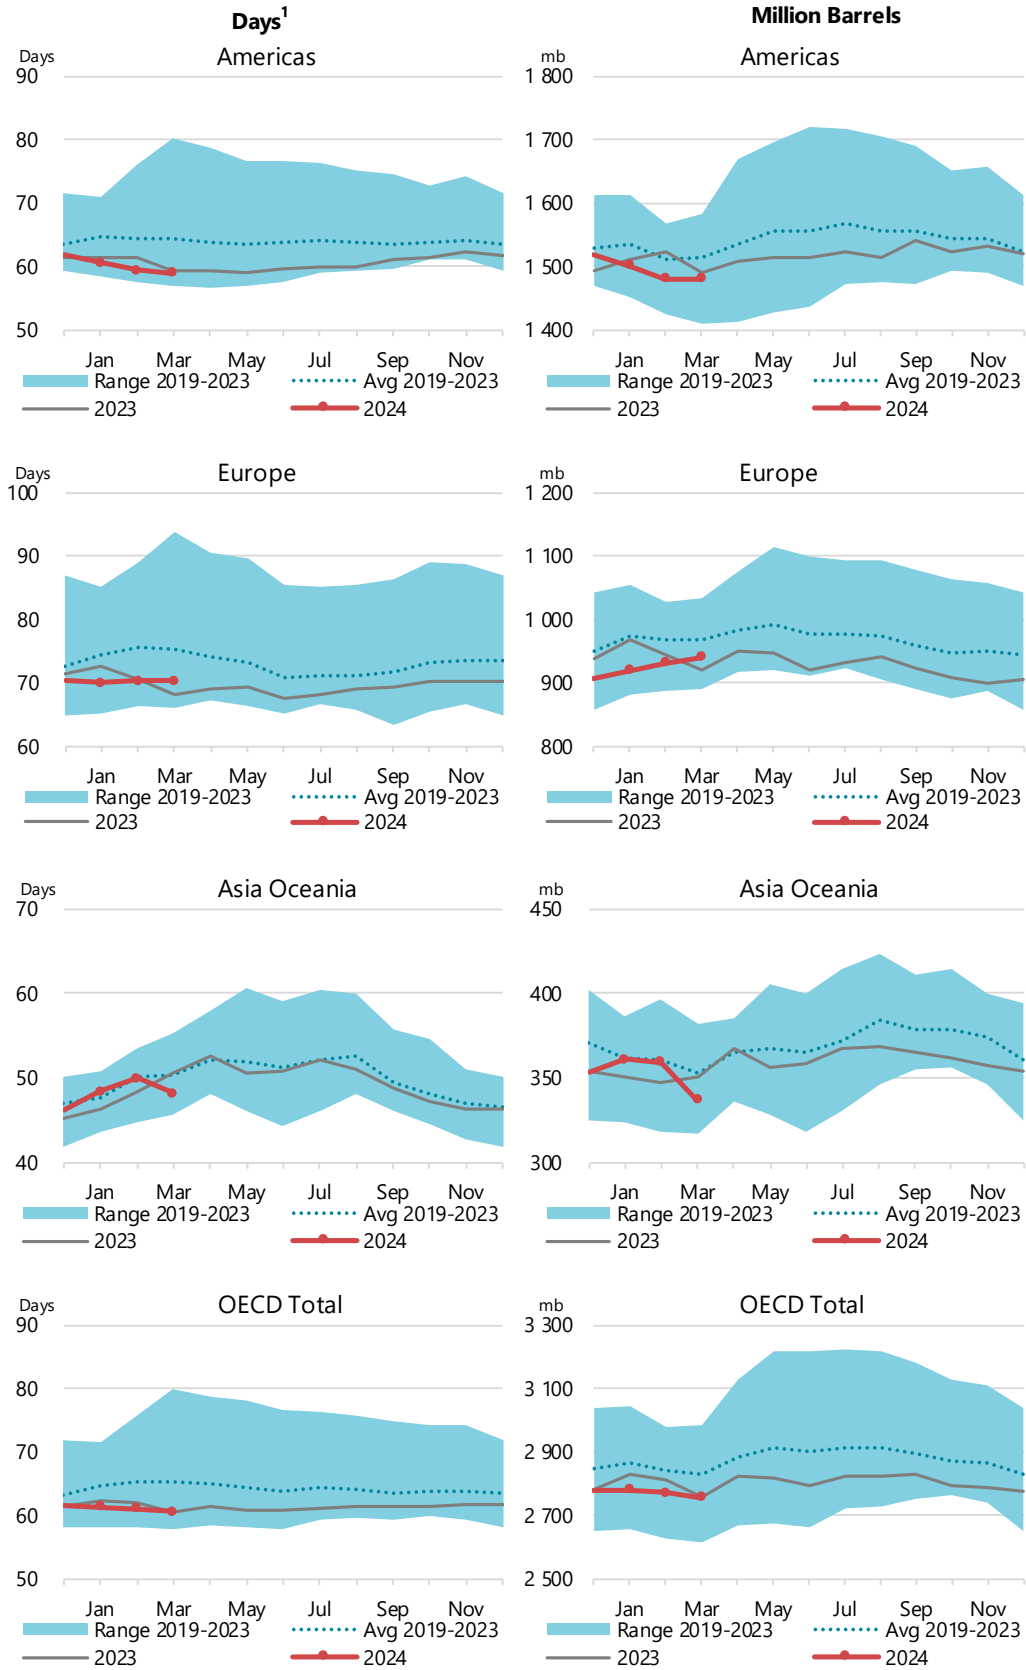 Days1
Million Barrels
Days
Americas
90
80
70
60
50
Jan Mar May Jul Sep Nov
Range 2019-2023
Avg 2019-2023
2023
2024
mb
Americas
1 800
1 700
1 600
1 500
1 400
Jan Mar May Jul Sep Nov
Range 2019-2023
Avg 2019-2023
2023
2024
Days
Europe
100
90
80
70
60
Jan Mar May Jul Sep Nov
Range 2019-2023
Avg 2019-2023
2023
2024
mb
Europe
1 200
1 100
1 000
900
800
Jan Mar May Jul Sep Nov
Range 2019-2023
Avg 2019-2023
2023
2024
Days
Asia Oceania
70
60
50
40
Jan Mar May Jul Sep Nov
Range 2019-2023
Avg 2019-2023
2023
2024
mb
Asia Oceania
450
400
350
300
Jan Mar May Jul Sep Nov
Range 2019-2023
Avg 2019-2023
2023
2024
Days
OECD Total
90
80
70
60
50
Jan Mar May Jul Sep Nov
Range 2019-2023
Avg 2019-2023
2023
2024
mb
OECD Total
3 300
3 100
2 900
2 700
2 500
Jan Mar May Jul Sep Nov
Range 2019-2023
Avg 2019-2023
2023
2024